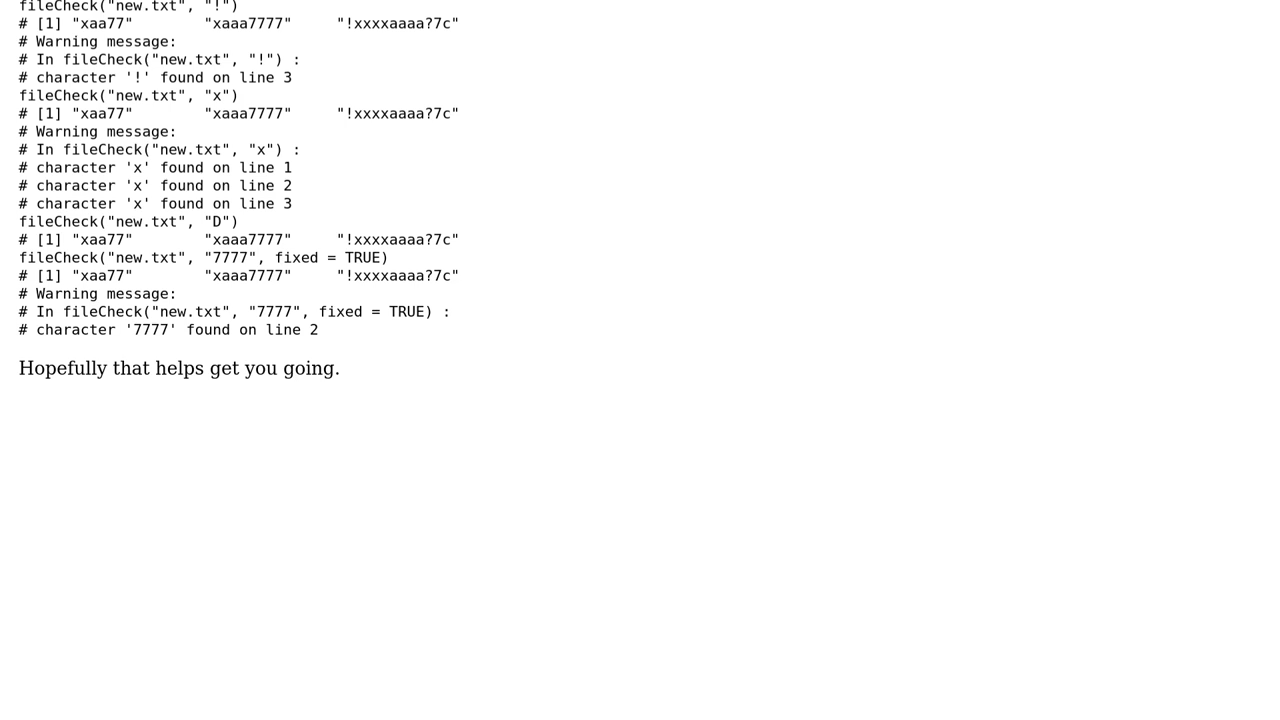 fileCheck("new.txt", "!")
# [1] "xaa77"        "xaaa7777"     "!xxxxaaaa?7c"
# Warning message:
# In fileCheck("new.txt", "!") :
# character '!' found on line 3
fileCheck("new.txt", "x")
# [1] "xaa77"        "xaaa7777"     "!xxxxaaaa?7c"
# Warning message:
# In fileCheck("new.txt", "x") :
# character 'x' found on line 1
# character 'x' found on line 2
# character 'x' found on line 3
fileCheck("new.txt", "D")
# [1] "xaa77"        "xaaa7777"     "!xxxxaaaa?7c"
fileCheck("new.txt", "7777", fixed = TRUE)
# [1] "xaa77"        "xaaa7777"     "!xxxxaaaa?7c"
# Warning message:
# In fileCheck("new.txt", "7777", fixed = TRUE) :
# character '7777' found on line 2
Hopefully that helps get you going.